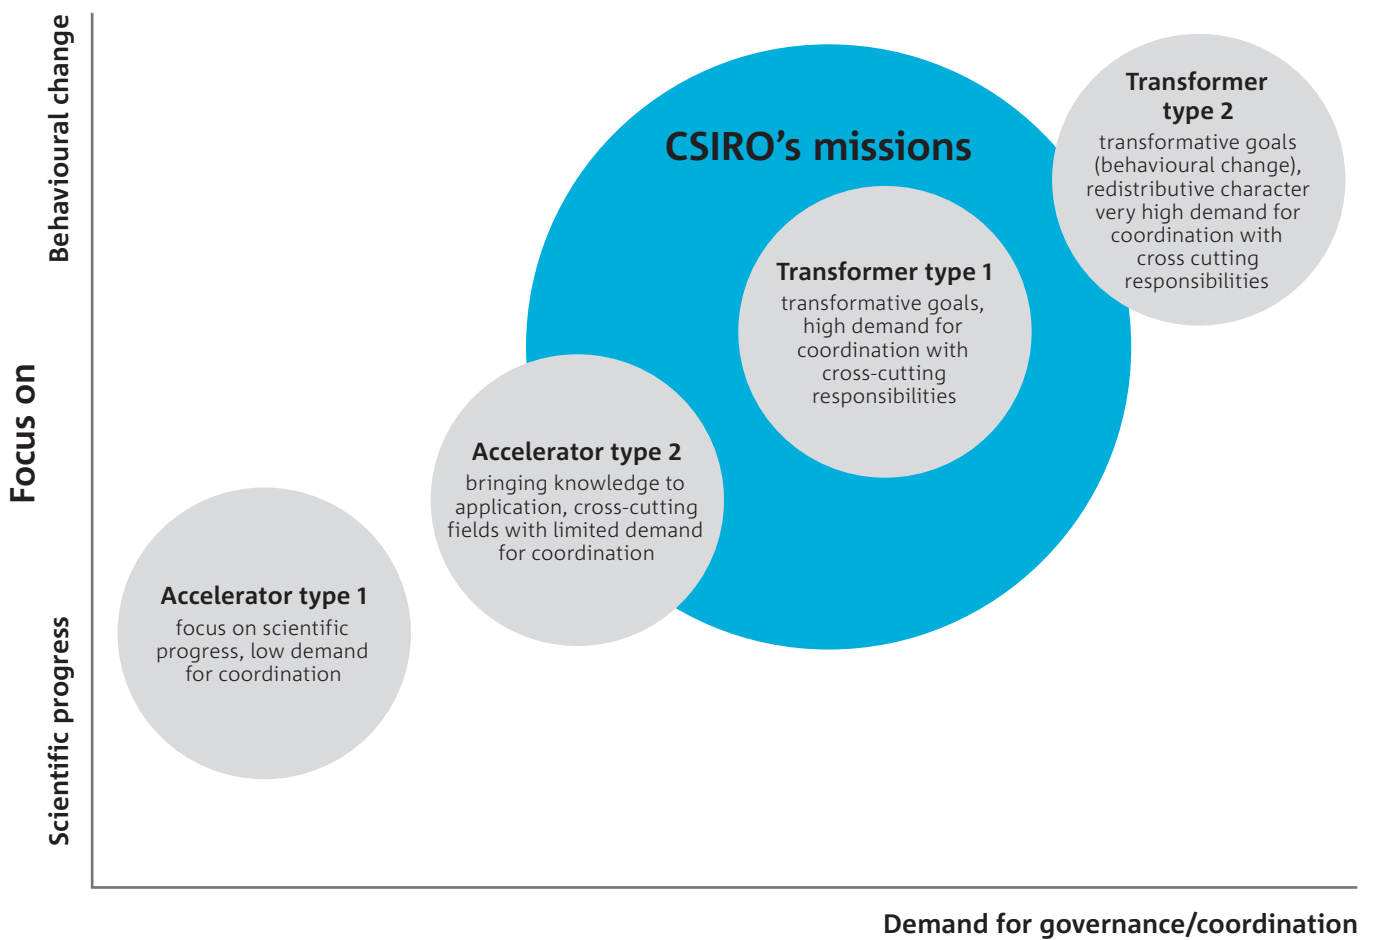 Behavioural change
Focus on
Scientific progress
CSIRO’s missions
Transformer
type 2
transformative goals
(behavioural change),
redistributive character
very high demand for
coordination with
cross cutting
responsibilities
Transformer type 1
transformative goals,
high demand for
coordination with
cross-cutting
responsibilities
Accelerator type 2
bringing knowledge to
application, cross-cutting
fields with limited demand
for coordination
Accelerator type 1
focus on scientific
progress, low demand
for coordination
Demand for governance/coordination